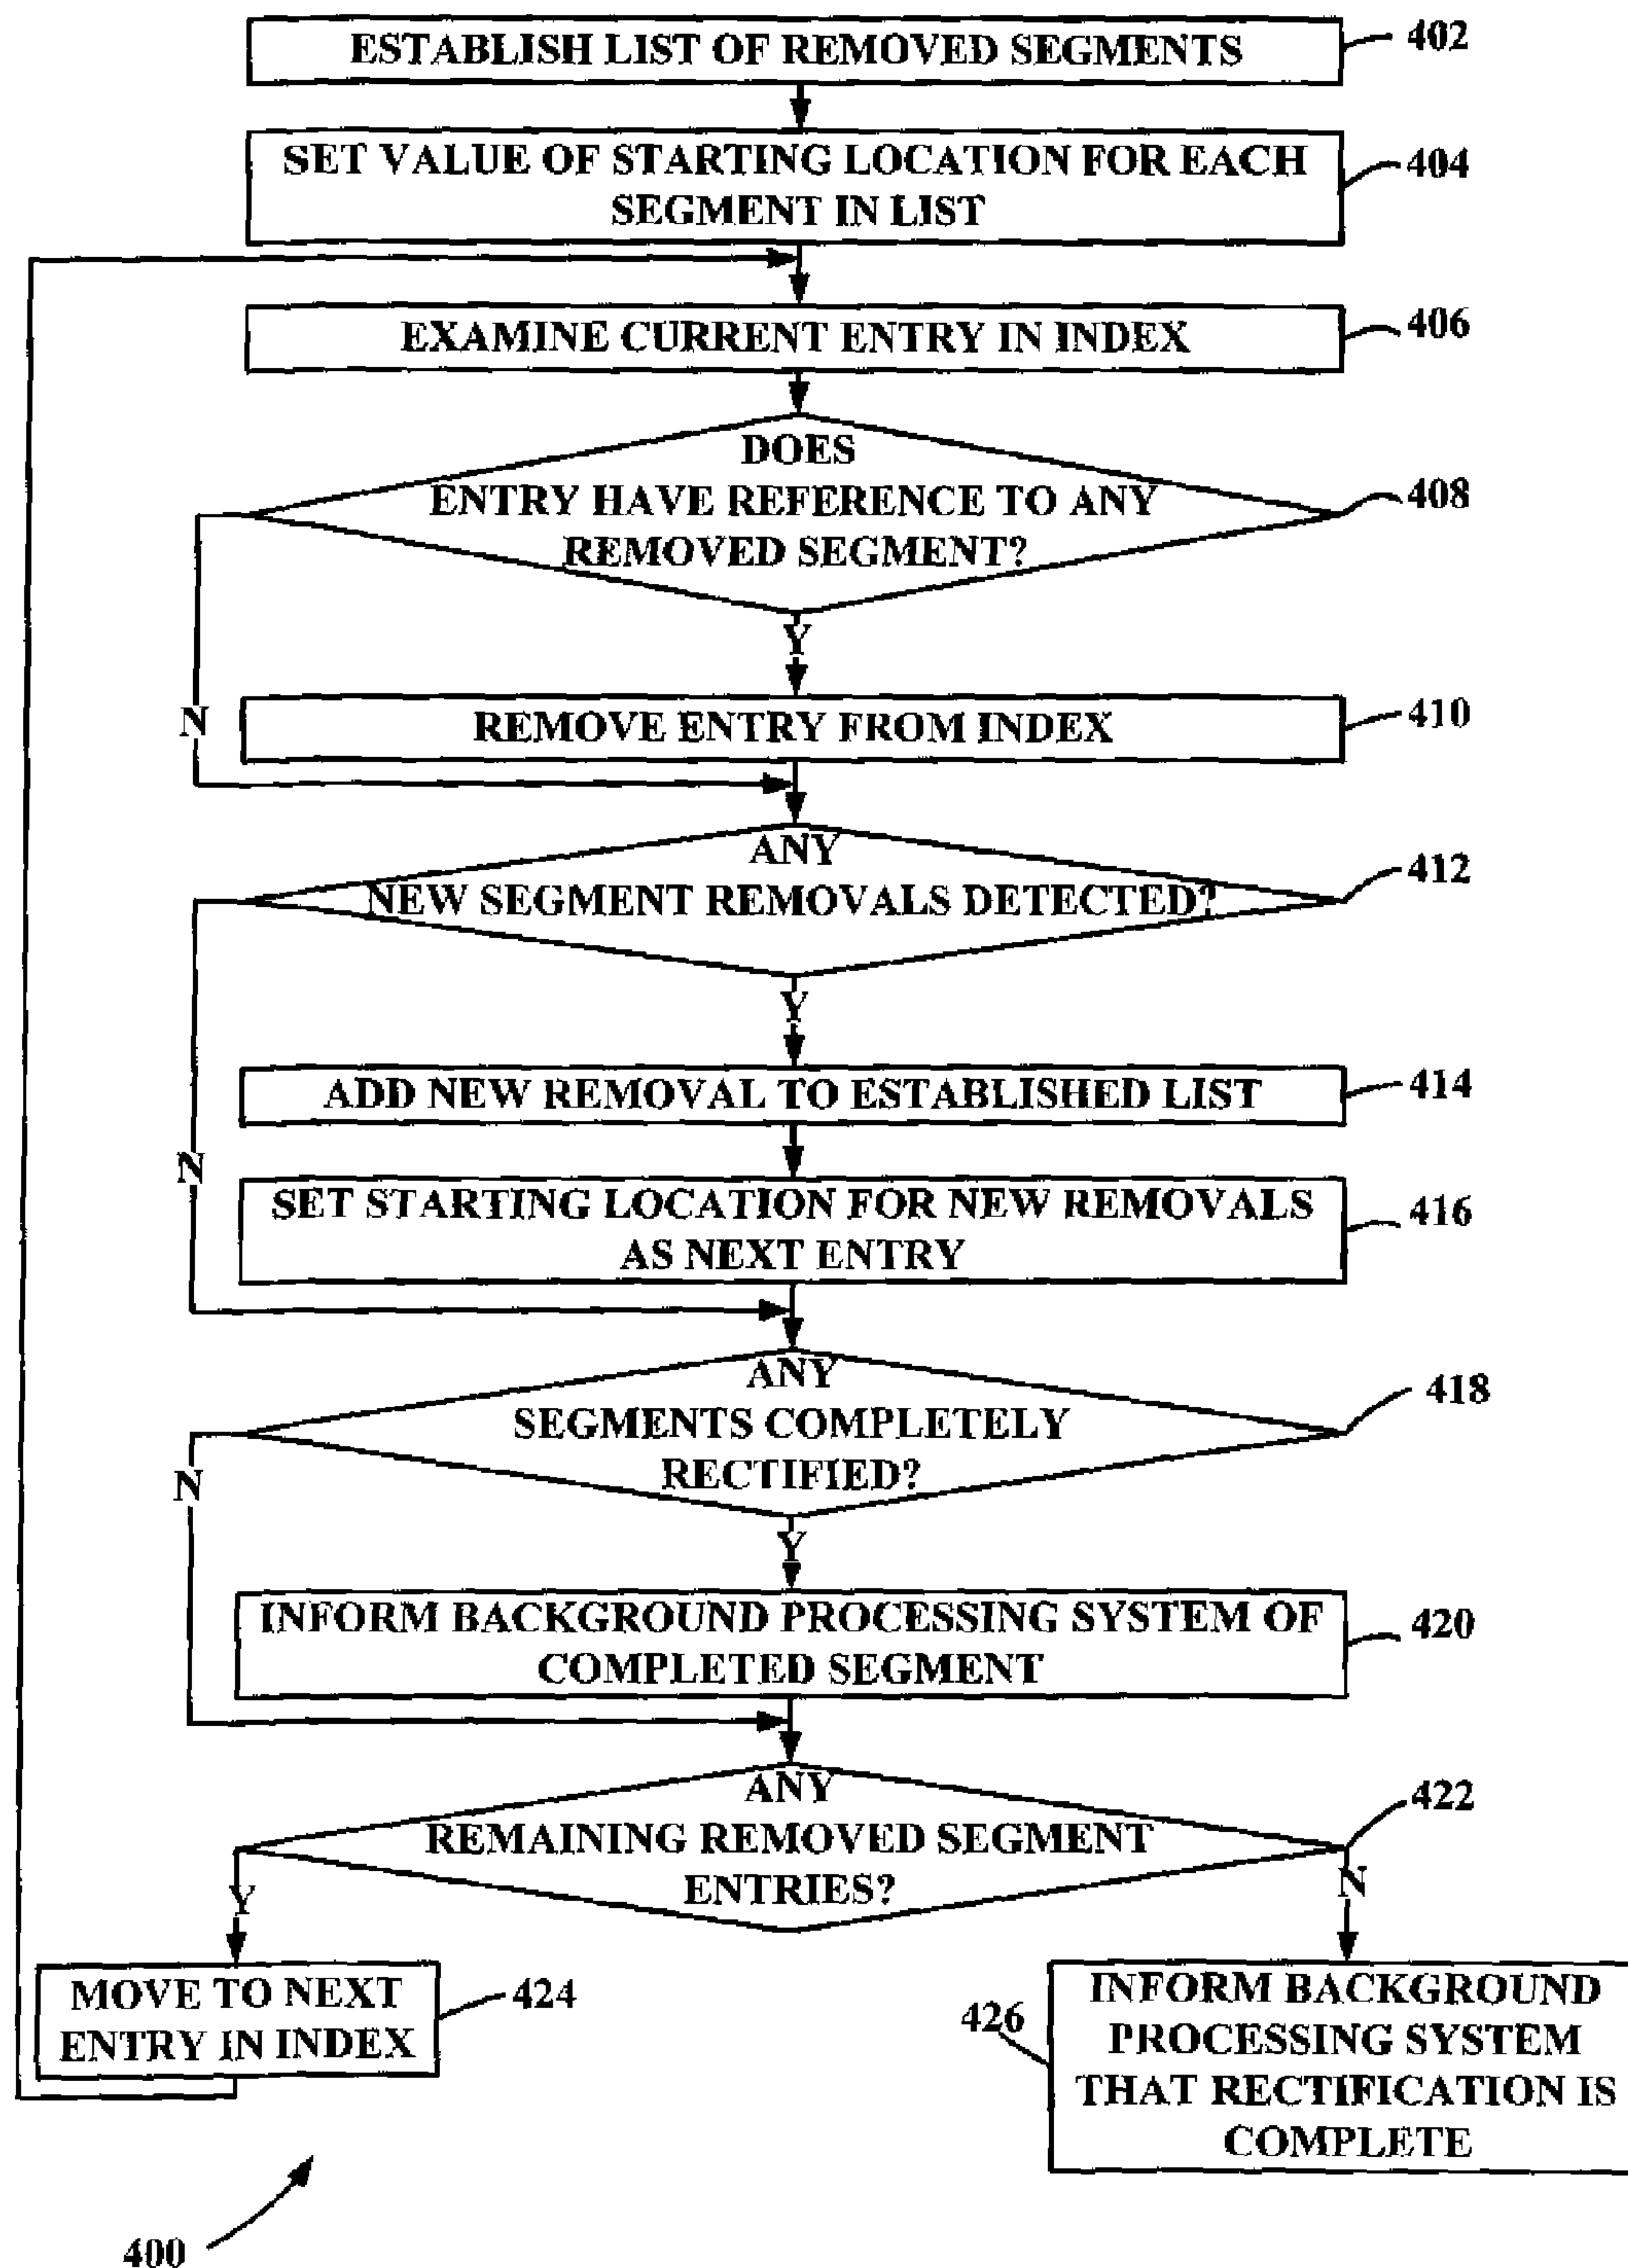 ESTABLISH LIST OF REMOVED SEGMENTS
402
SET VALUE OF STARTING LOCATION FOR EACH
SEGMENT IN LIST
404
EXAMINE CURRENT ENTRY IN INDEX
406
DOES
ENTRY HAVE REFERENCE TO ANY
REMOVED SEGMENT?
408
Y
N
REMOVE ENTRY FROM INDEX
410
ANY
NEW SEGMENT REMOVALS DETECTED?
412
Y
ADD NEW REMOVAL TO ESTABLISHED LIST
414
N
SET STARTING LOCATION FOR NEW REMOVALS
AS NEXT ENTRY
416
ANY
SEGMENTS COMPLETELY
RECTIFIED?
418
N
Y
INFORM BACKGROUND PROCESSING SYSTEM OF
COMPLETED SEGMENT
420
ANY
REMAINING REMOVED SEGMENT
ENTRIES?
422
Y
N
MOVE TO NEXT
ENTRY IN INDEX
424
INFORM BACKGROUND
PROCESSING SYSTEM
THAT RECTIFICATION IS
COMPLETE
426
400